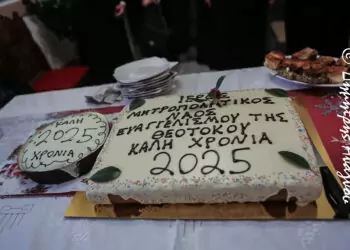 ΚΑΛΗ
2025
ΧΡΟΝΙΑ
ΙΕΡΟΣ
ΜΗΤΡΟΠΟΛΙΤΙΚΟΣ
ΝΑΟΣ
ΕΥΑΓΓΕΛΙΣΜΟΥ ΤΗΣ
ΘΕΟΤΟΚΟΥ
ΚΑΛΗ ΧΡΟΝΙΑ
2025